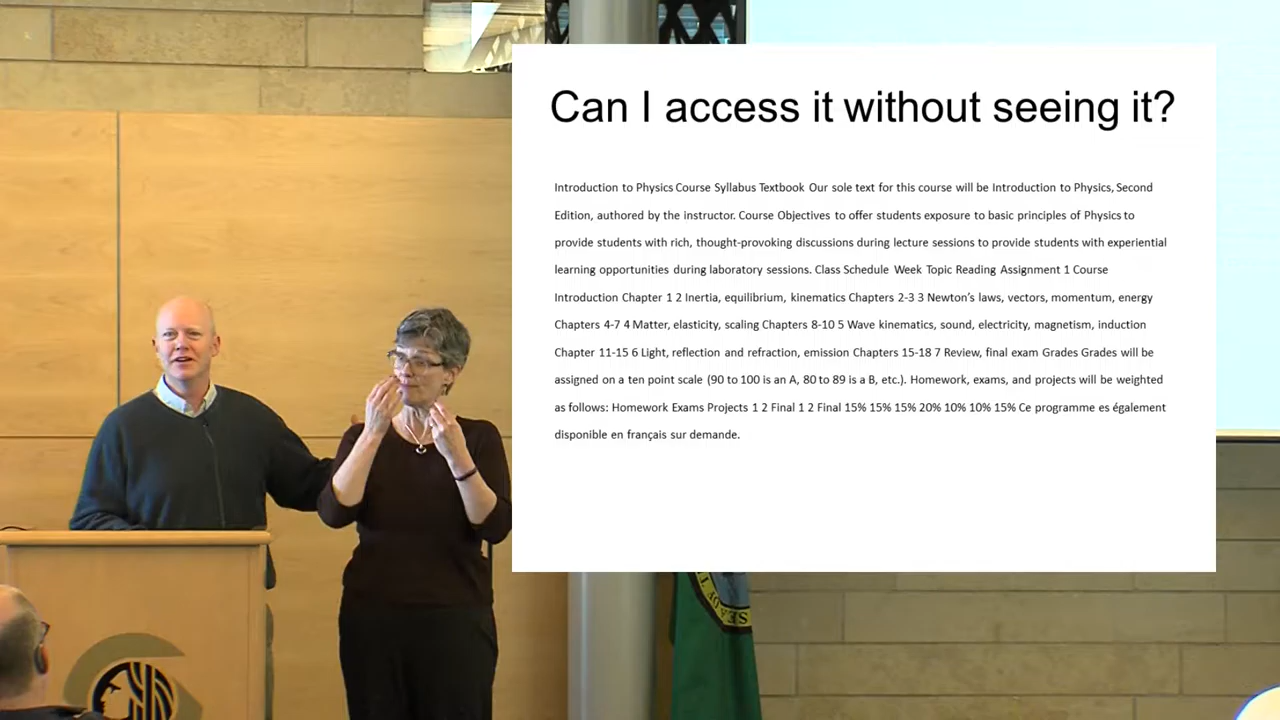 Can I access it without seeing it?
Introduction to Physics Course Syllabus Textbook Our sole text for this course will be Introduction to Physics, Second
Edition, authored by the instructor. Course Objectives to offer students exposure to basic principles of Physics to
provide students with rich, thought-provoking discussions during lecture sessions to provide students with experiential
learning opportunities during laboratory sessions. Class Schedule Week Topic Reading Assignment 1 Course
Introduction Chapter 1 2 Inertia, equilibrium, kinematics Chapters 2-3 3 Newton's laws, vectors, momentum, energy
Chapters 4-7 4 Matter, elasticity, scaling Chapters 8-10 5 Wave kinematics, sound, electricity, magnetism, induction
Chapter 11-15 6 Light, reflection and refraction, emission Chapters 15-18 7 Review, final exam Grades Grades will be
assigned on a ten point scale (90 to 100 is an A, 80 to 89 is a B, etc.). Homework, exams, and projects will be weighted
as follows: Homework Exams Projects 1 2 Final 1 2 Final 15% 15% 15% 20% 10% 10% 15% Ce programme es également
disponible en français sur demande.